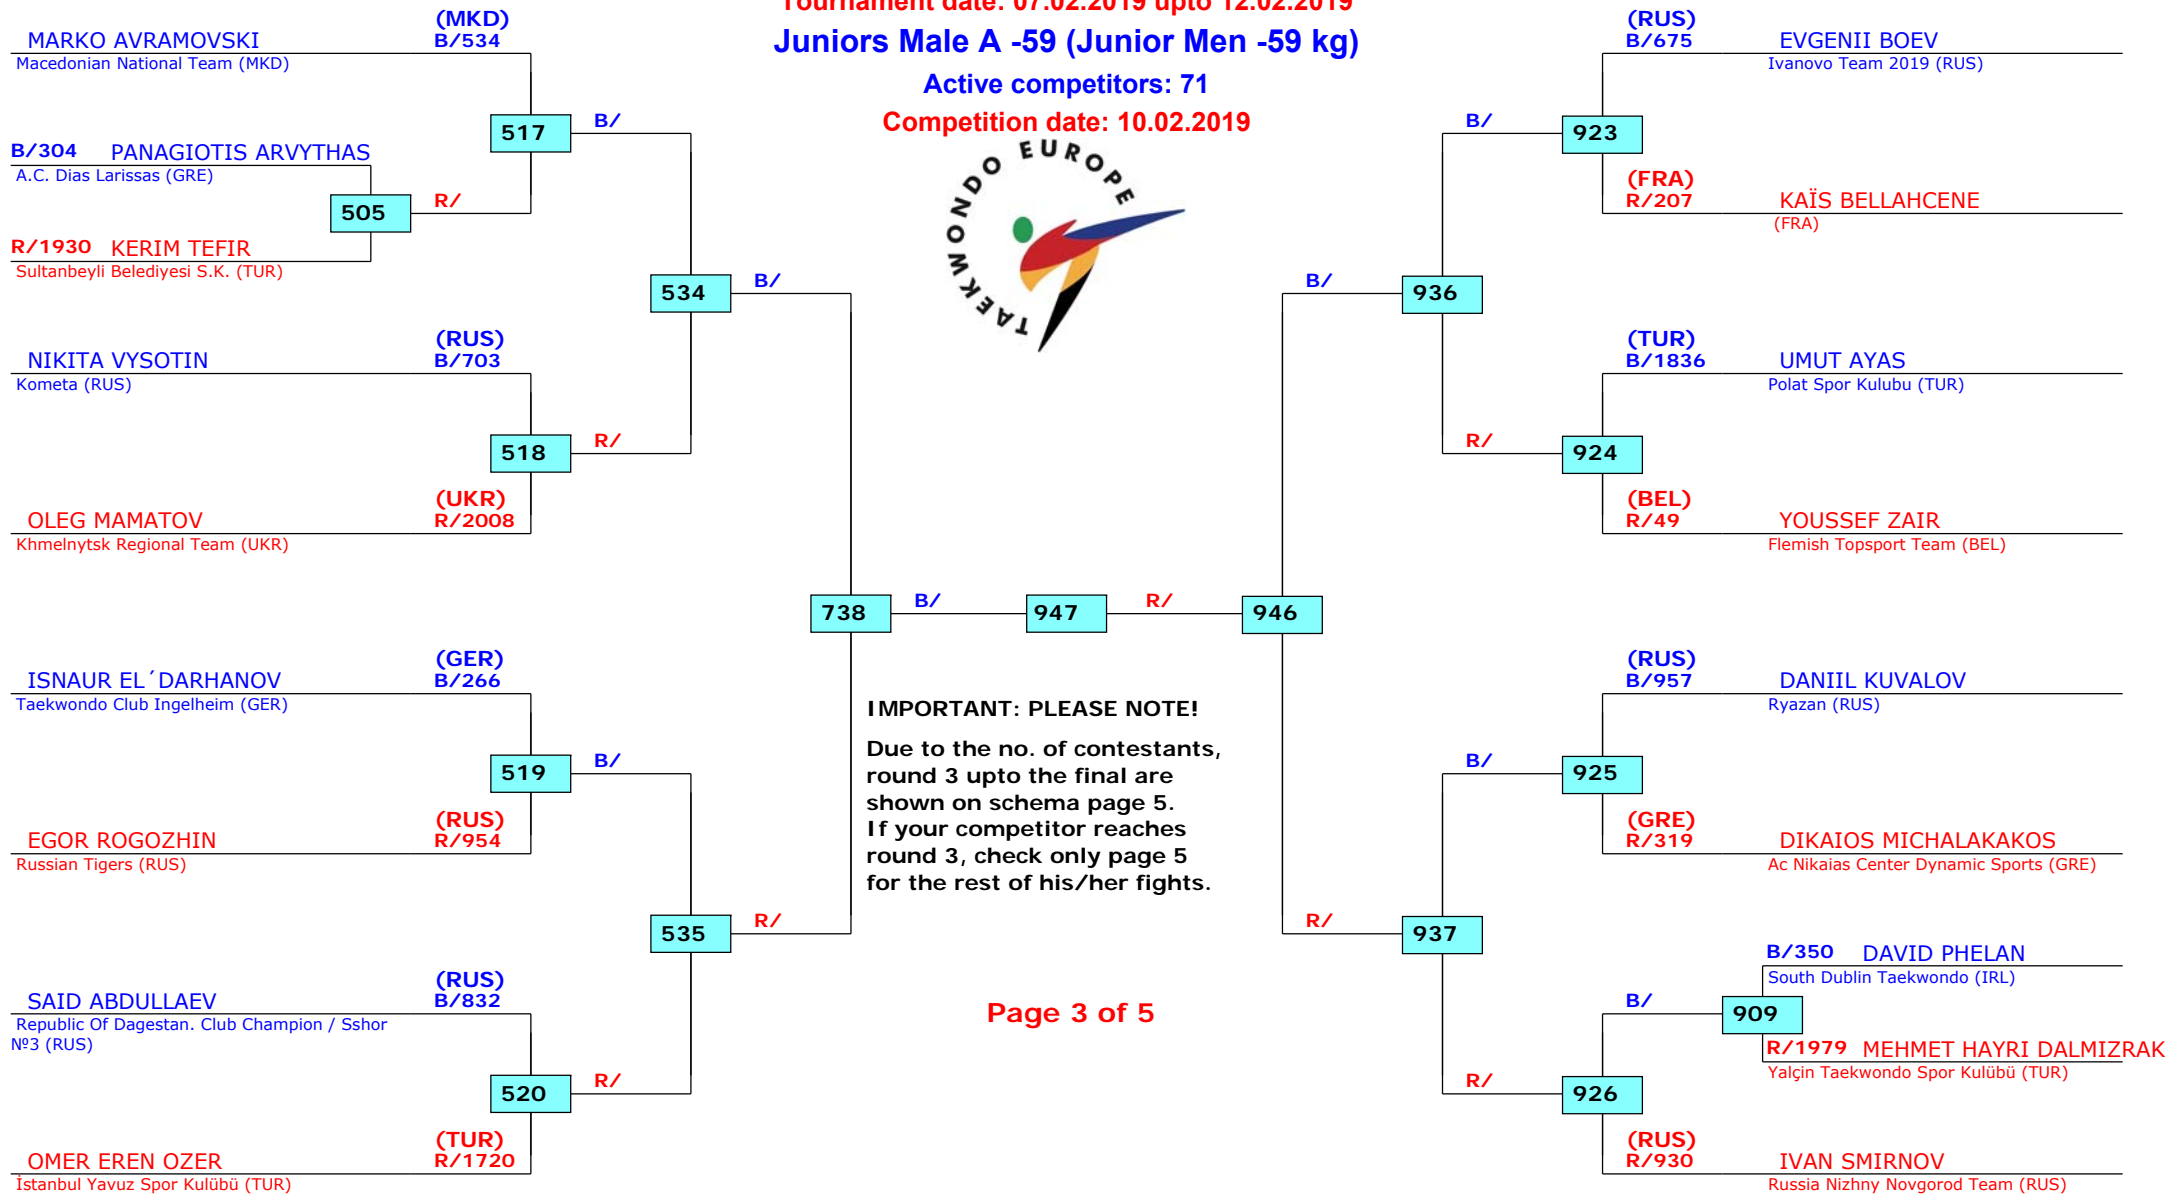 Tournament date: 07.02.2019 upto 12.02.2019
Juniors Male A -59 (Junior Men -59 kg)
Active competitors: 71
Competition date: 10.02.2019
TAEKWONDO EUROPE
(MKD)
MARKO AVRAMOVSKI B/534
Macedonian National Team (MKD)
517 B/
B/304 PANAGIOTIS ARVYTHAS
A.C. Dias Larissas (GRE)
505 R/
R/1930 KERIM TEFIR
Sultanbeyli Belediyesi S.K. (TUR)
534 B/
(RUS)
NIKITA VYSOTIN B/703
Kometa (RUS)
518 R/
(UKR)
OLEG MAMATOV R/2008
Khmelnytsk Regional Team (UKR)
738 B/ 947 R/ 946
(GER)
ISNAUR EL´DARHANOV B/266
Taekwondo Club Ingelheim (GER)
519 B/
(RUS)
EGOR ROGOZHIN R/954
Russian Tigers (RUS)
535 R/
(RUS)
SAID ABDULLAEV B/832
Republic Of Dagestan. Club Champion / Sshor
№3 (RUS)
520 R/
(TUR)
OMER EREN OZER R/1720
İstanbul Yavuz Spor Kulübü (TUR)
IMPORTANT: PLEASE NOTE!
Due to the no. of contestants,
round 3 upto the final are
shown on schema page 5.
If your competitor reaches
round 3, check only page 5
for the rest of his/her fights.
Page 3 of 5
(RUS)
B/675 EVGENII BOEV
Ivanovo Team 2019 (RUS)
B/ 923
(FRA)
R/207 KAÏS BELLAHCENE
(FRA)
B/ 936
(TUR)
B/1836 UMUT AYAS
Polat Spor Kulubu (TUR)
R/ 924
(BEL)
R/49 YOUSSEF ZAIR
Flemish Topsport Team (BEL)
(RUS)
B/957 DANIIL KUVALOV
Ryazan (RUS)
B/ 925
(GRE)
R/319 DIKAIOS MICHALAKAKOS
Ac Nikaias Center Dynamic Sports (GRE)
R/ 937
B/350 DAVID PHELAN
South Dublin Taekwondo (IRL)
B/ 909
R/1979 MEHMET HAYRI DALMIZRAK
Yalçin Taekwondo Spor Kulübü (TUR)
R/ 926
(RUS)
R/930 IVAN SMIRNOV
Russia Nizhny Novgorod Team (RUS)